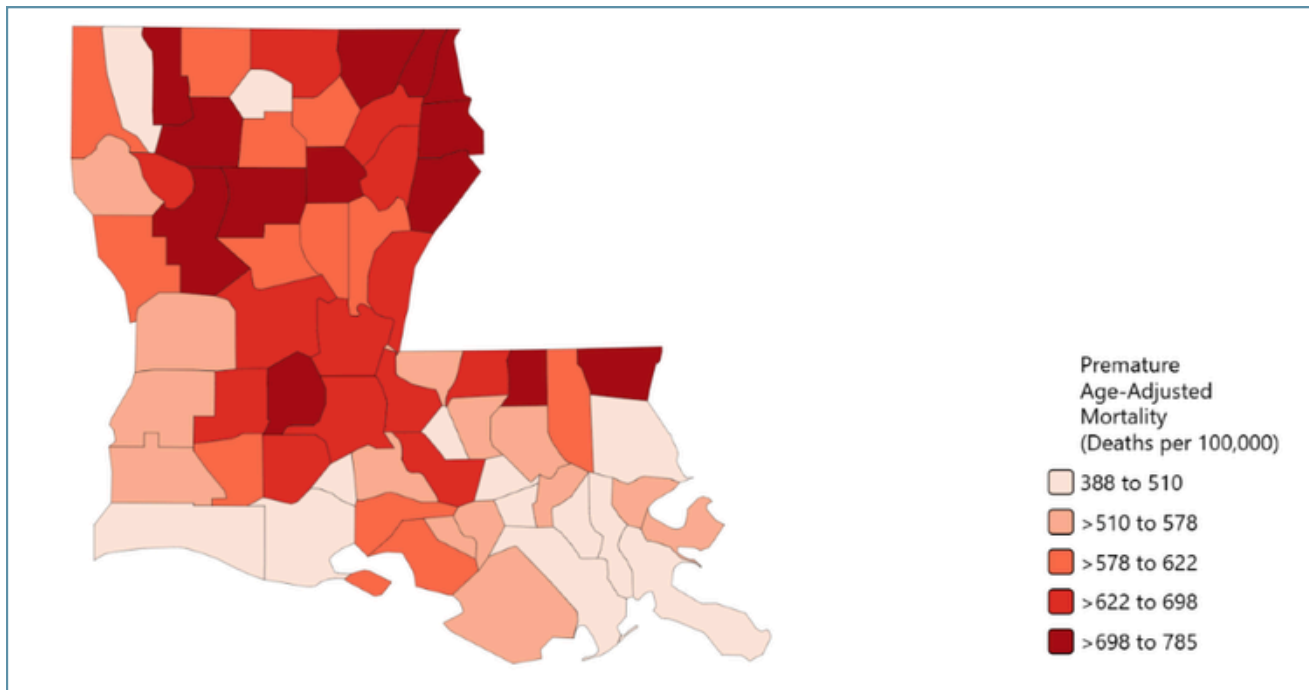 Premature
Age-Adjusted
Mortality
(Deaths per 100,000)
388 to 510
>510 to 578
>578 to 622
>622 to 698
>698 to 785